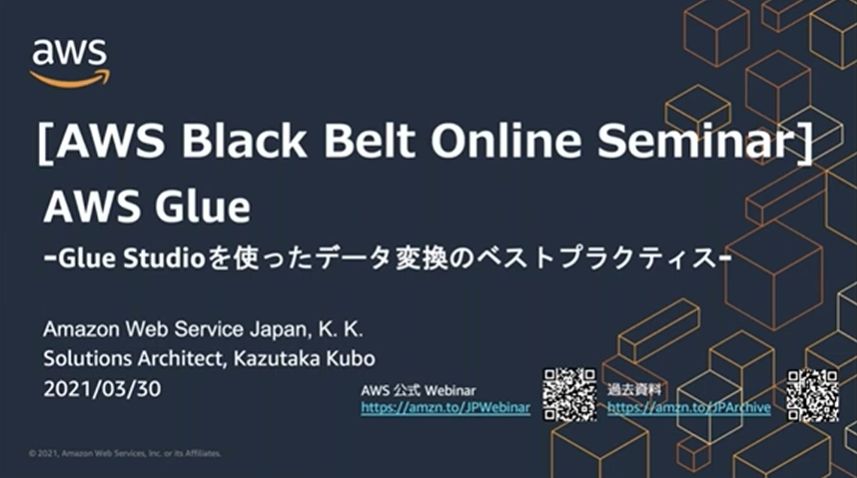 aws
[AWS Black Belt Online Seminar]
AWS Glue
-Glue Studioを使ったデータ変換のベストプラクティス-
Amazon Web Service Japan, K. K.
Solutions Architect, Kazutaka Kubo
2021/03/30
AWS 公式 Webinar
https://amzn.to/JPWebinar
過去資料
https://amzn.to/JPArchive
© 2021, Amazon Web Services, Inc. or its Affiliates.